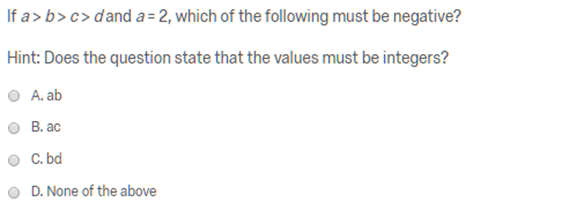 If a > b > c > d and a = 2, which of the following must be negative?
Hint: Does the question state that the values must be integers?
A. ab
B. ac
C. bd
D. None of the above